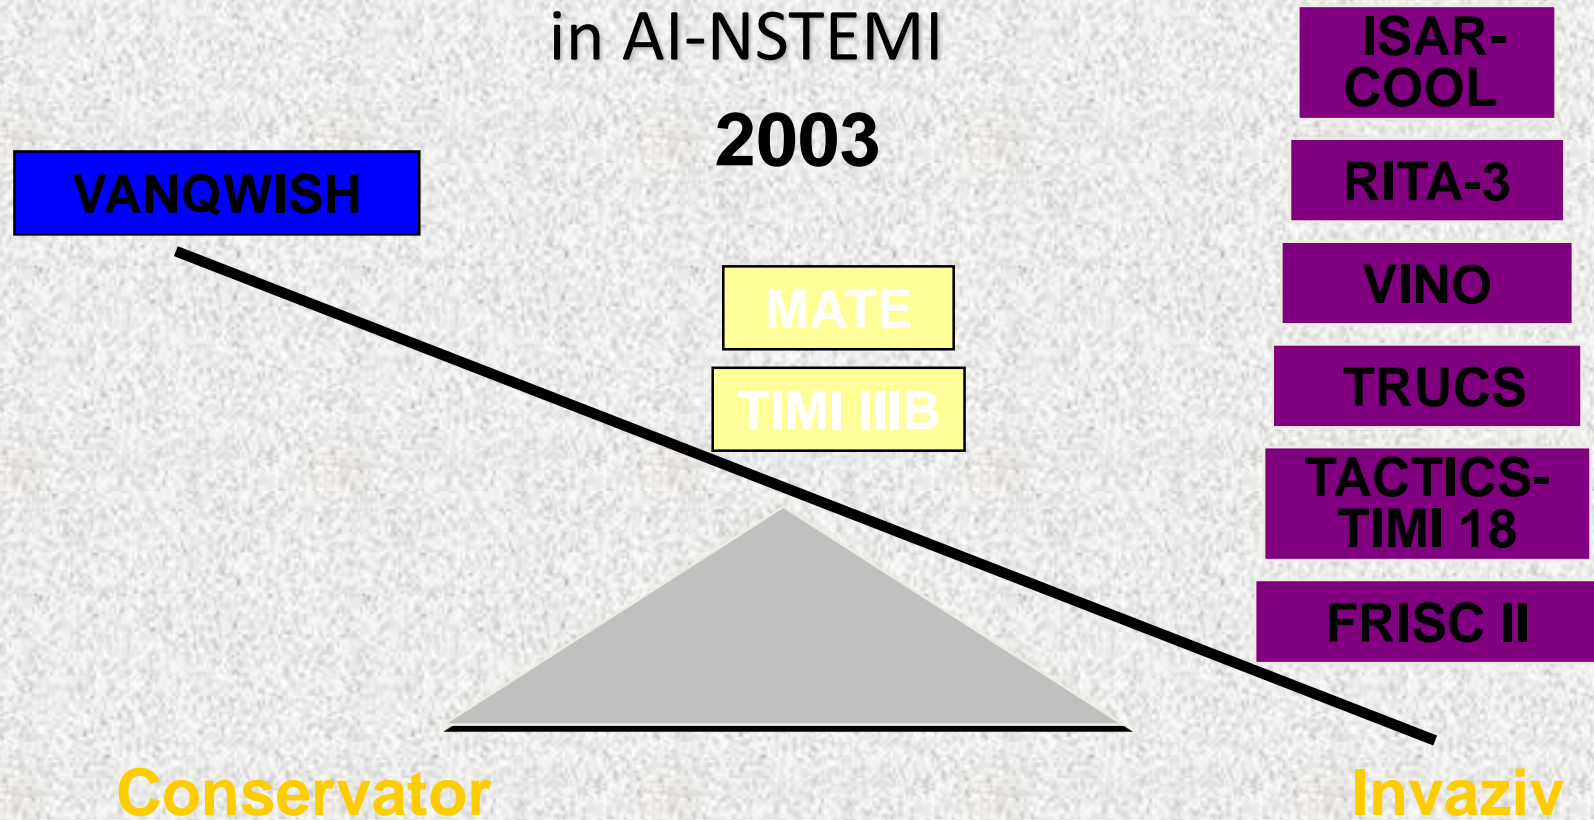 in AI-NSTEMI
2003
VANQWISH
MATE
TIMI IIIB
ISAR-
COOL
RITA-3
VINO
TRUCS
TACTICS-
TIMI 18
FRISC II
Conservator
Invaziv